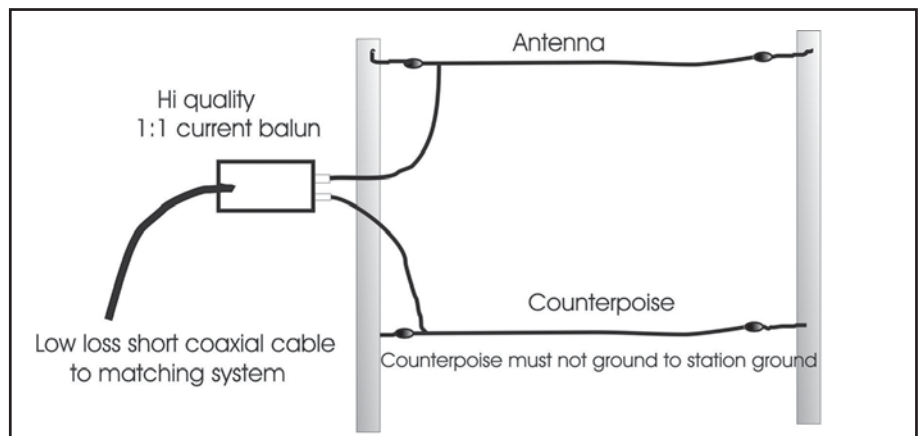 Antenna
Hi quality
1:1 current balun
Counterpoise
Low loss short coaxial cable
to matching system
Counterpoise must not ground to station ground